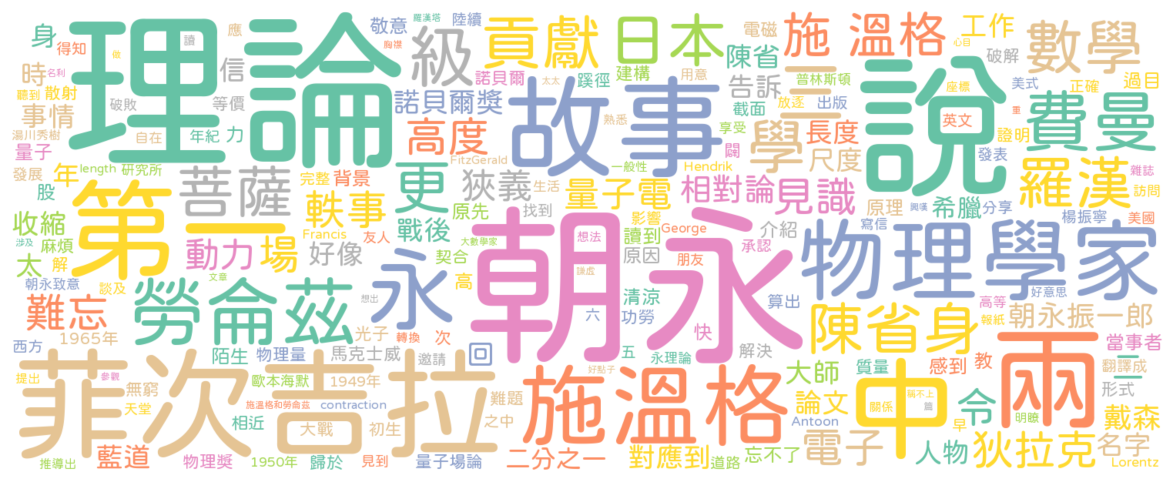 理論
故事
說
朝永
第一
菲次吉拉
物理學家
施溫格
兩
中
費曼
數學
日本
貢獻
級
施 溫格
工作
身
敬意
陸續
羅漢塔
應
得知
讀
做
胸襟
電磁
心目
破解
陳省
建構
用意
蹊徑
諾貝爾
太太
普林斯頓
過目
時
信
散射
聽到
名利
諾貝爾獎
告訴
二
三
美式
正確
座標
放逐
出版
事情
破敗
等價
截面
熟悉
湯川秀樹
自在
年紀
力
高度
享受
長度
英文
重
證明
量子
學
闢
尺度
發表
羅漢
雜誌
發展
length
研究所
FitzGerald
一般性
Hendrik
原理
年
完整
背景
菩薩
更
狹義
生活
量子電
相對論
見識
希臘
分享
訪問
股
軼事
原先
找到
影響
George
介紹
興嘆
楊振寧
美國
收縮
Francis
戰後
讀到
承認
寫信
涉及
麻煩
動力
場
友人
好像
契合
大數學家
原因
想法
朋友
太
解
永
文章
高
謙虛
朝永致意
談及
勞侖茲
想出
清涼
六
算出
好意思
高等
難忘
光子
轉換
次
功勞
快
陳省身
報紙
朝永振一郎
1965年
當事者
西方
陌生
物理量
馬克士威
邀請
回
五
永理論
解決
質量
感到
教
翻譯成
提出
參觀
無窮
歐本海默
1949年
難題
好點子
大師
令
形式
天堂
施溫格和勞侖茲
contraction
論文
關係
稱不上
篇
早
明瞭
戴森
相近
大戰
初生
之中
Antoon
電子
人物
狄拉克
名字
推導出
藍道
物理獎
1950年
歸於
見到
量子場論
二分之一
對應到
道路
忘不了
Lorentz